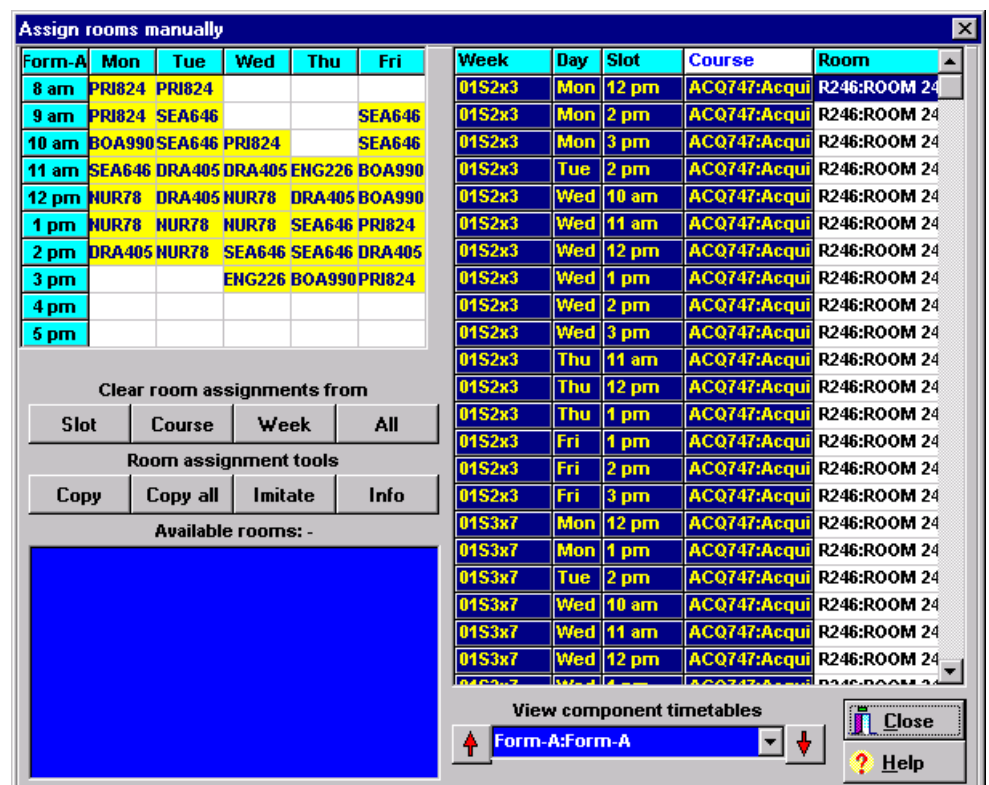 Assign rooms manually
Form-A Mon Tue Wed Thu Fri
8 am PRI824 PRI824
9 am PRI824 SEA646 SEA646
10 am BOA990 SEA646 PRI824 SEA646
11 am SEA646 DRA405 DRA405 ENG226 BOA990
12 pm NUR78 DRA405 NUR78 DRA405 BOA990
1 pm NUR78 NUR78 NUR78 SEA646 PRI824
2 pm DRA405 NUR78 SEA646 SEA646 DRA405
3 pm ENG226 BOA990 PRI824
4 pm
5 pm
Clear room assignments from
Slot Course Week All
Room assignment tools
Copy Copy all Imitate Info
Available rooms: -
Week Day Slot Course Room
01S2x3 Mon 12 pm ACQ747:Acqui R246:ROOM 24
01S2x3 Mon 2 pm ACQ747:Acqui R246:ROOM 24
01S2x3 Mon 3 pm ACQ747:Acqui R246:ROOM 24
01S2x3 Tue 2 pm ACQ747:Acqui R246:ROOM 24
01S2x3 Wed 10 am ACQ747:Acqui R246:ROOM 24
01S2x3 Wed 11 am ACQ747:Acqui R246:ROOM 24
01S2x3 Wed 12 pm ACQ747:Acqui R246:ROOM 24
01S2x3 Wed 1 pm ACQ747:Acqui R246:ROOM 24
01S2x3 Wed 2 pm ACQ747:Acqui R246:ROOM 24
01S2x3 Wed 3 pm ACQ747:Acqui R246:ROOM 24
01S2x3 Thu 11 am ACQ747:Acqui R246:ROOM 24
01S2x3 Thu 12 pm ACQ747:Acqui R246:ROOM 24
01S2x3 Thu 1 pm ACQ747:Acqui R246:ROOM 24
01S2x3 Fri 1 pm ACQ747:Acqui R246:ROOM 24
01S2x3 Fri 2 pm ACQ747:Acqui R246:ROOM 24
01S2x3 Fri 3 pm ACQ747:Acqui R246:ROOM 24
01S3x7 Mon 12 pm ACQ747:Acqui R246:ROOM 24
01S3x7 Mon 1 pm ACQ747:Acqui R246:ROOM 24
01S3x7 Tue 2 pm ACQ747:Acqui R246:ROOM 24
01S3x7 Wed 10 am ACQ747:Acqui R246:ROOM 24
01S3x7 Wed 11 am ACQ747:Acqui R246:ROOM 24
01S3x7 Wed 12 pm ACQ747:Acqui R246:ROOM 24
View component timetables
Form-A:Form-A
Close
Help